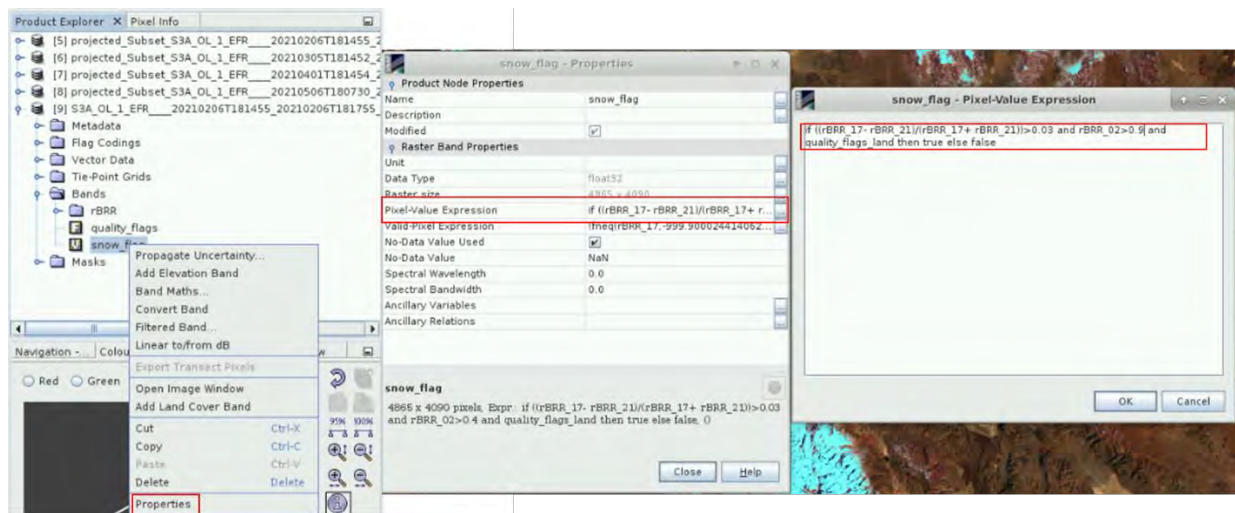 Product Explorer × Pixel Info
[5] projected_Subset_S3A_OL_1_EFR____20210206T181455_2
[6] projected_Subset_S3A_OL_1_EFR____20210305T181452_2
[7] projected_Subset_S3A_OL_1_EFR____20210401T181454_2
[8] projected_Subset_S3A_OL_1_EFR____20210506T180730_2
[9] S3A_OL_1_EFR____20210206T181455_20210206T181755_
Metadata
Flag Codings
Vector Data
Tie-Point Grids
Bands
rBRR
quality_flags
Masks
Propagate Uncertainty...
Add Elevation Band
Band Maths...
Convert Band
Filtered Band...
Linear to/from dB
Export Transect Pixels
Open Image Window
Add Land Cover Band
Cut Ctrl-X
Copy Ctrl-C
Paste Ctrl-V
Delete Delete
Properties
Navigation -...
Red Green
95% 100%
snow_flag - Properties
Product Node Properties
Name snow_flag
Description
Modified
Raster Band Properties
Unit
Data Type float32
Raster size 4865 x 4090
Pixel-Value Expression if ((rBRR_17- rBRR_21)/(rBRR_17+ r...
Valid-Pixel Expression !fneq(rBRR_17,-999.900024414062...
No-Data Value Used
No-Data Value NaN
Spectral Wavelength 0.0
Spectral Bandwidth 0.0
Ancillary Variables
Ancillary Relations
snow_flag
4865 x 4090 pixels, Expr.: if ((rBRR_17- rBRR_21)/(rBRR_17+ rBRR_21))>0.03
and rBRR_02>0.4 and quality_flags_land then true else false, ()
Close Help
snow_flag - Pixel-Value Expression
if ((rBRR_17- rBRR_21)/(rBRR_17+ rBRR_21))>0.03 and rBRR_02>0.9 and
quality_flags_land then true else false
OK Cancel